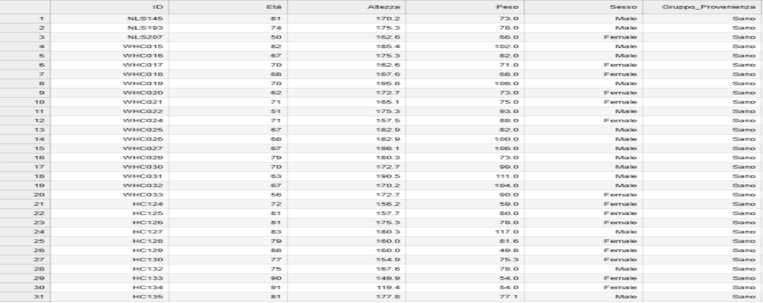 ID Età Altezza Peso Sesso Gruppo_Provenienza
1 NLS145 81 170.2 73.0 Male Sano
2 NLS193 74 175.3 78.0 Male Sano
3 NLS207 50 162.6 66.0 Female Sano
4 WHC015 82 185.4 102.0 Male Sano
5 WHC016 67 175.3 82.0 Male Sano
6 WHC017 70 162.6 71.0 Female Sano
7 WHC018 68 167.6 68.0 Female Sano
8 WHC019 70 195.6 108.0 Male Sano
9 WHC020 62 172.7 73.0 Female Sano
10 WHC021 71 165.1 75.0 Female Sano
11 WHC022 51 175.3 93.0 Male Sano
12 WHC024 71 157.5 88.0 Female Sano
13 WHC025 67 182.9 82.0 Male Sano
14 WHC026 68 182.9 100.0 Male Sano
15 WHC027 67 198.1 106.0 Male Sano
16 WHC029 79 180.3 73.0 Male Sano
17 WHC030 70 172.7 99.0 Male Sano
18 WHC031 63 190.5 111.0 Male Sano
19 WHC032 67 170.2 104.0 Male Sano
20 WHC033 56 172.7 90.0 Female Sano
21 HC124 72 156.2 59.0 Female Sano
22 HC125 81 157.7 80.0 Female Sano
23 HC126 81 175.3 78.0 Female Sano
24 HC127 83 180.3 117.0 Male Sano
25 HC128 79 160.0 81.6 Female Sano
26 HC129 88 160.0 49.8 Female Sano
27 HC130 77 154.9 75.3 Female Sano
28 HC132 75 167.6 78.0 Male Sano
29 HC133 90 149.9 54.0 Female Sano
30 HC134 91 119.4 54.0 Female Sano
31 HC135 81 177.8 77.1 Male Sano